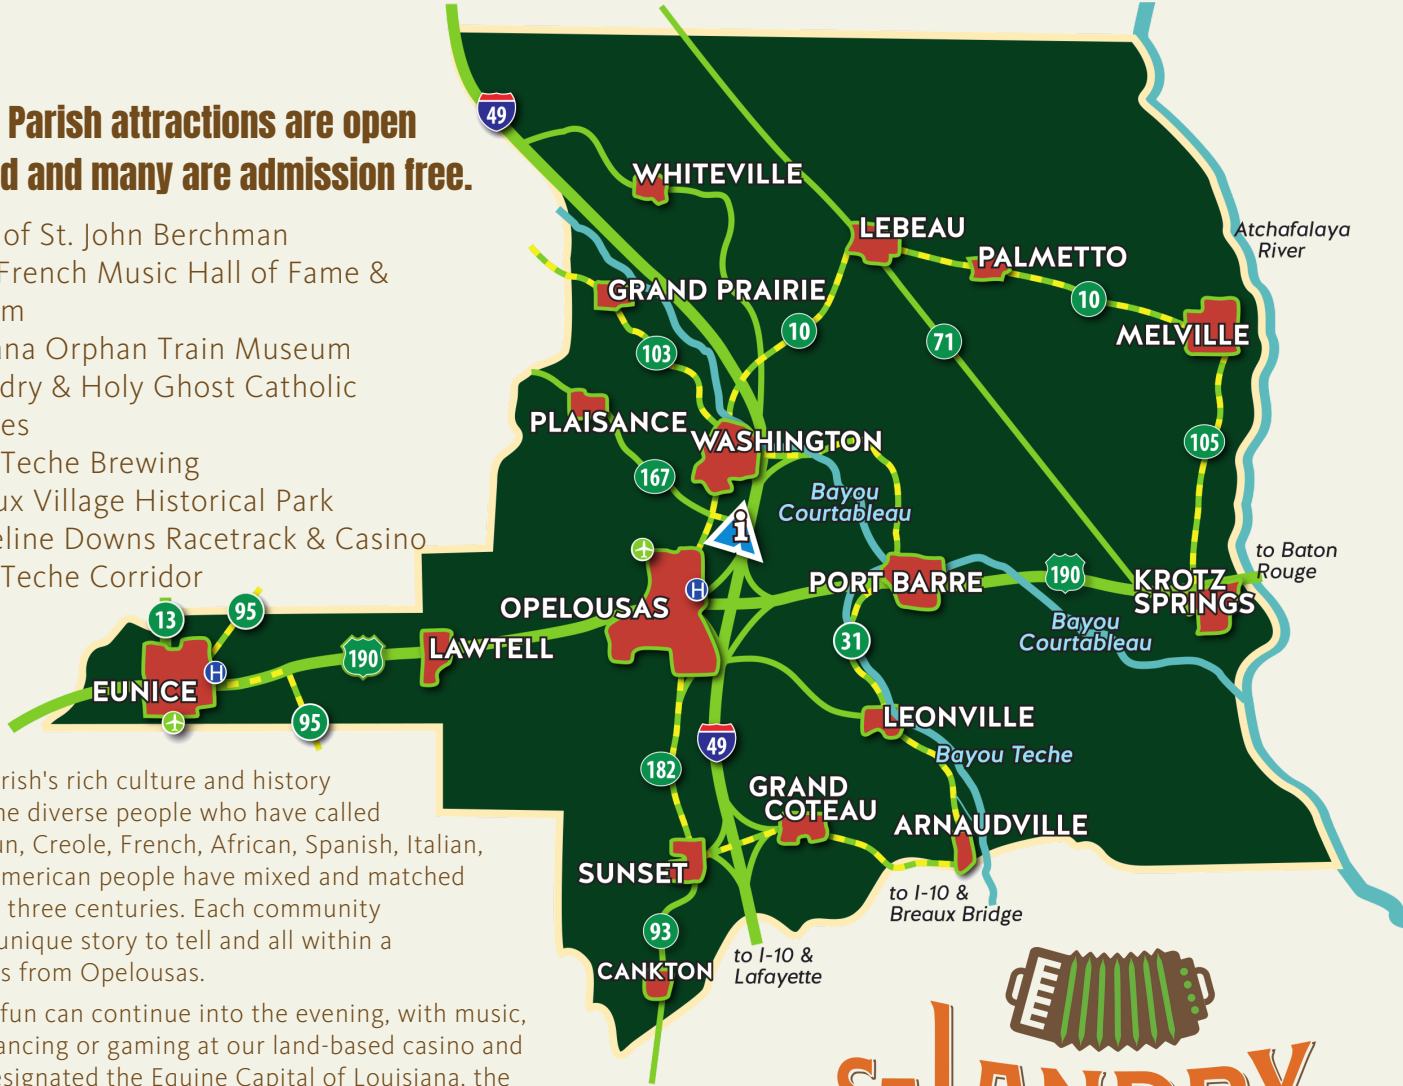 Parish attractions are open
d and many are admission free.
of St. John Berchman
French Music Hall of Fame &
m
ana Orphan Train Museum
dry & Holy Ghost Catholic
es
Teche Brewing
ux Village Historical Park
eline Downs Racetrack & Casino
Teche Corridor
49
WHITEVILLE
LEBEAU
PALMETTO
Atchafalaya
River
GRAND PRAIRIE
10
10
MELVILLE
103
71
PLAISANCE
WASHINGTON
105
167
Bayou
Courtableau
i
to Baton
Rouge
H
OPELOUSAS
PORT BARRE
190
KROTZ
SPRINGS
13
95
Bayou
Courtableau
31
190
LAWTELL
H
EUNICE
95
LEONVILLE
49
Bayou Teche
182
GRAND
COTEAU
ARNAUDVILLE
SUNSET
to I-10 &
Breaux Bridge
93
CANKTON
to I-10 &
Lafayette
rish's rich culture and history
ne diverse people who have called
un, Creole, French, African, Spanish, Italian,
merican people have mixed and matched
three centuries. Each community
unique story to tell and all within a
s from Opelousas.
fun can continue into the evening, with music,
ancing or gaming at our land-based casino and
esignated the Equine Capital of Louisiana, the
ST. LANDRY